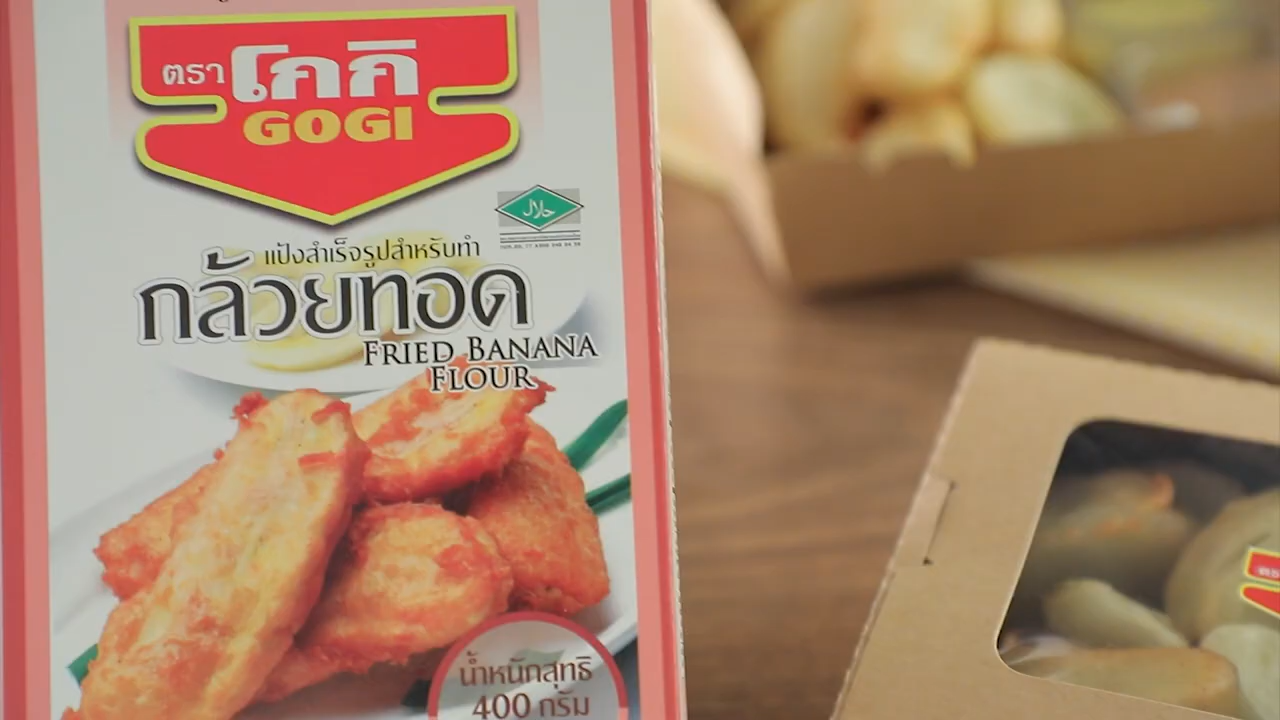 ตรา โกกิ
GOGI
حلال
แป้งสำเร็จรูปสำหรับทำ
กล้วยทอด
FRIED BANANA
FLOUR
น้ำหนักสุทธิ
400 กรัม